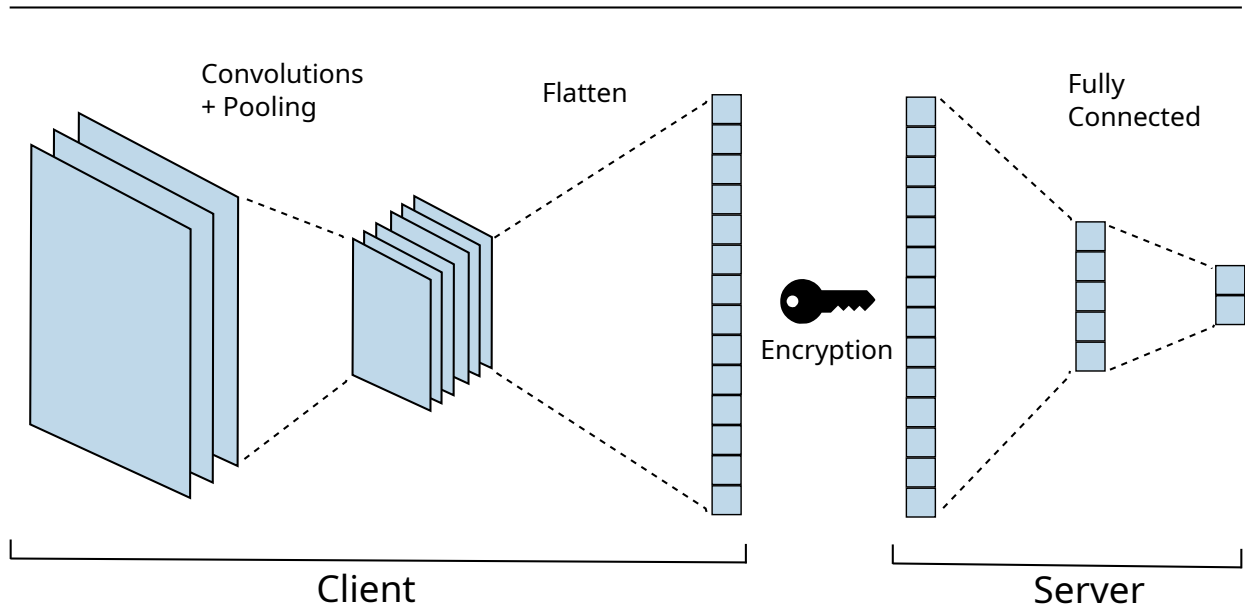 Convolutions
+ Pooling
Flatten
Fully
Connected
Encryption
Client
Server